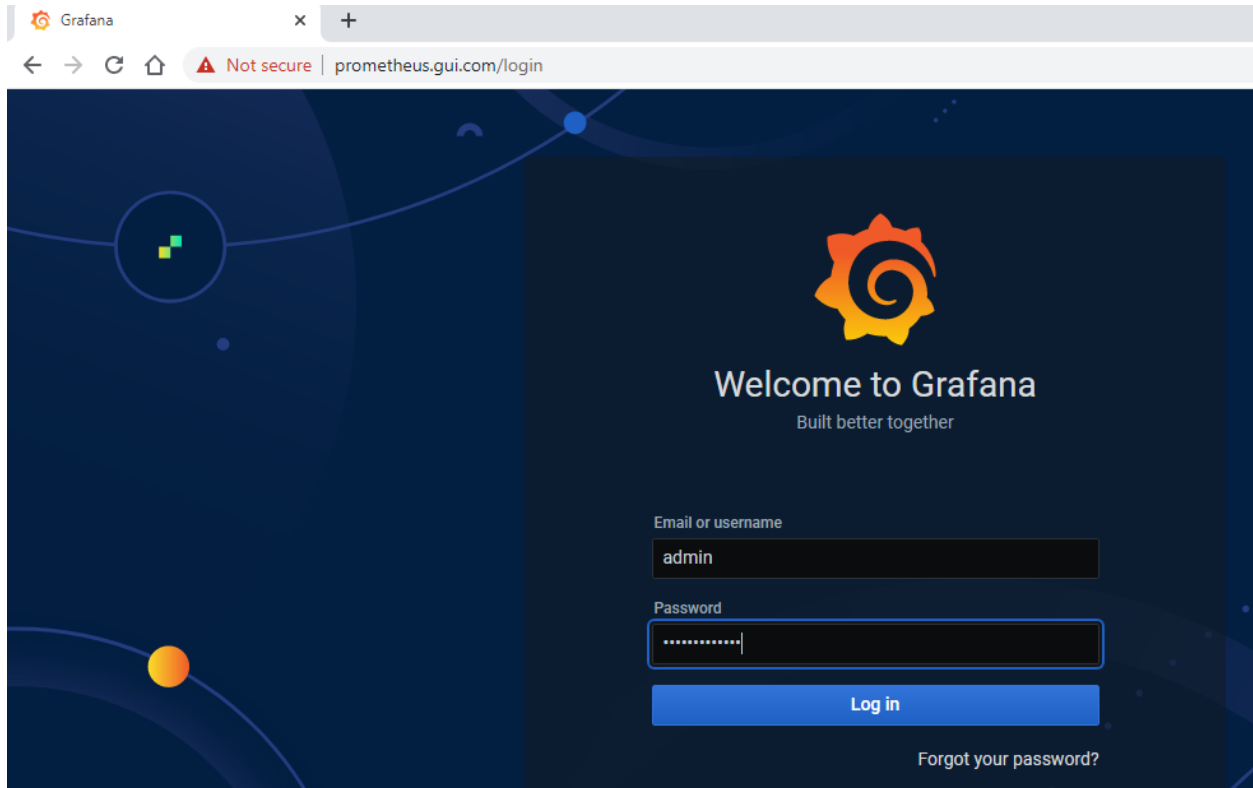 Grafana
Not secure | prometheus.gui.com/login
Welcome to Grafana
Built better together
Email or username
admin
Password
•••••••••••••
Log in
Forgot your password?